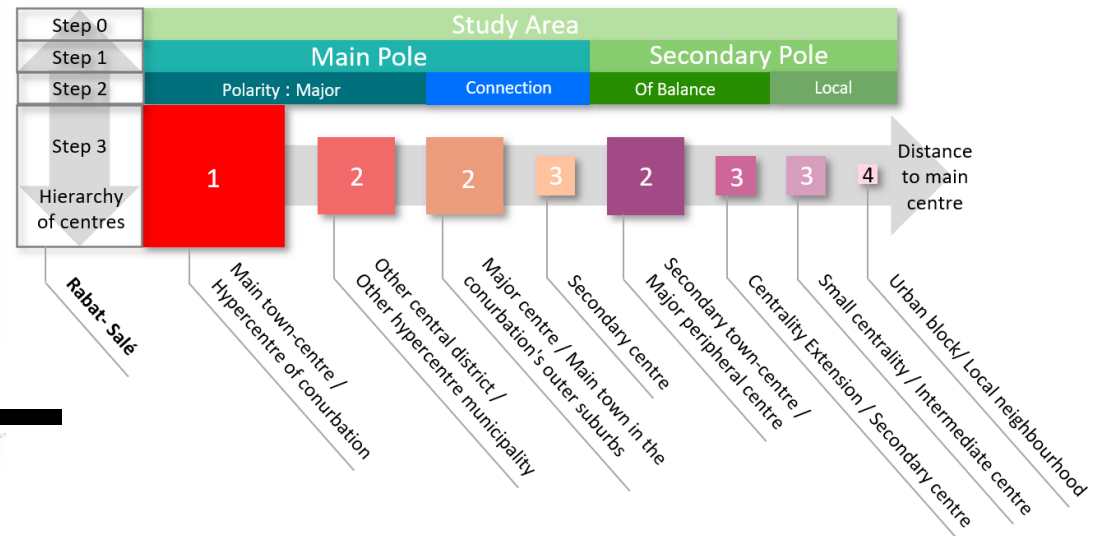 Step 0
Study Area
Step 1
Main Pole
Secondary Pole
Step 2
Polarity : Major
Connection
Of Balance
Local
Step 3
Hierarchy
of centres
1
2
2
3
2
3
3
4
Distance
to main
centre
Rabat- Salé
Main town-centre /
Hypercentre of conurbation
Other central district /
Other hypercentre municipality
Major centre / Main town in the
conurbation's outer suburbs
Secondary centre
Secondary town-centre /
Major peripheral centre
Centrality Extension / Secondary centre
Small centrality / Intermediate centre
Urban block/ Local neighbourhood